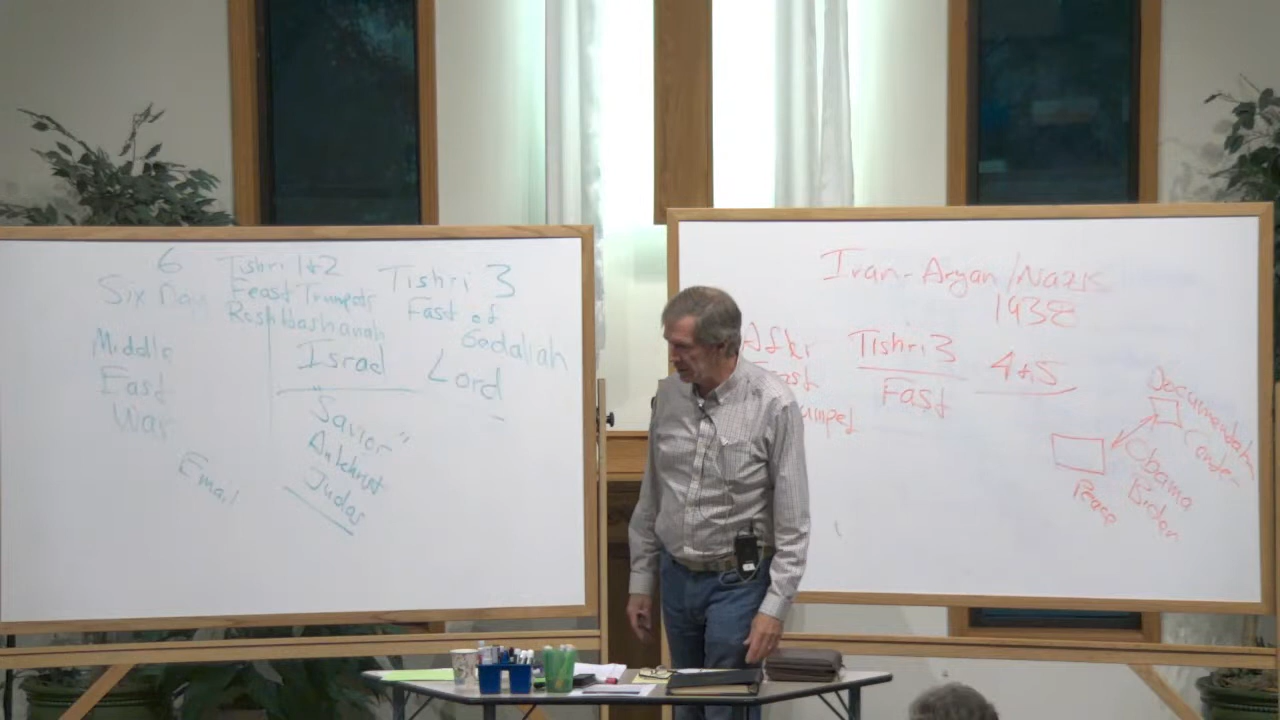 6
Six Day
Middle
East
War
Email
Tishri 1+2
Feast Trumpets
Rosh Hashanah
Israel
"Savior"
Antichrist
Judas
Tishri 3
Fast of
Gedaliah
Lord
Iran-Aryan/Nazis
1938
Tishri 3
Fast
4+5
Obama
Biden
Peace